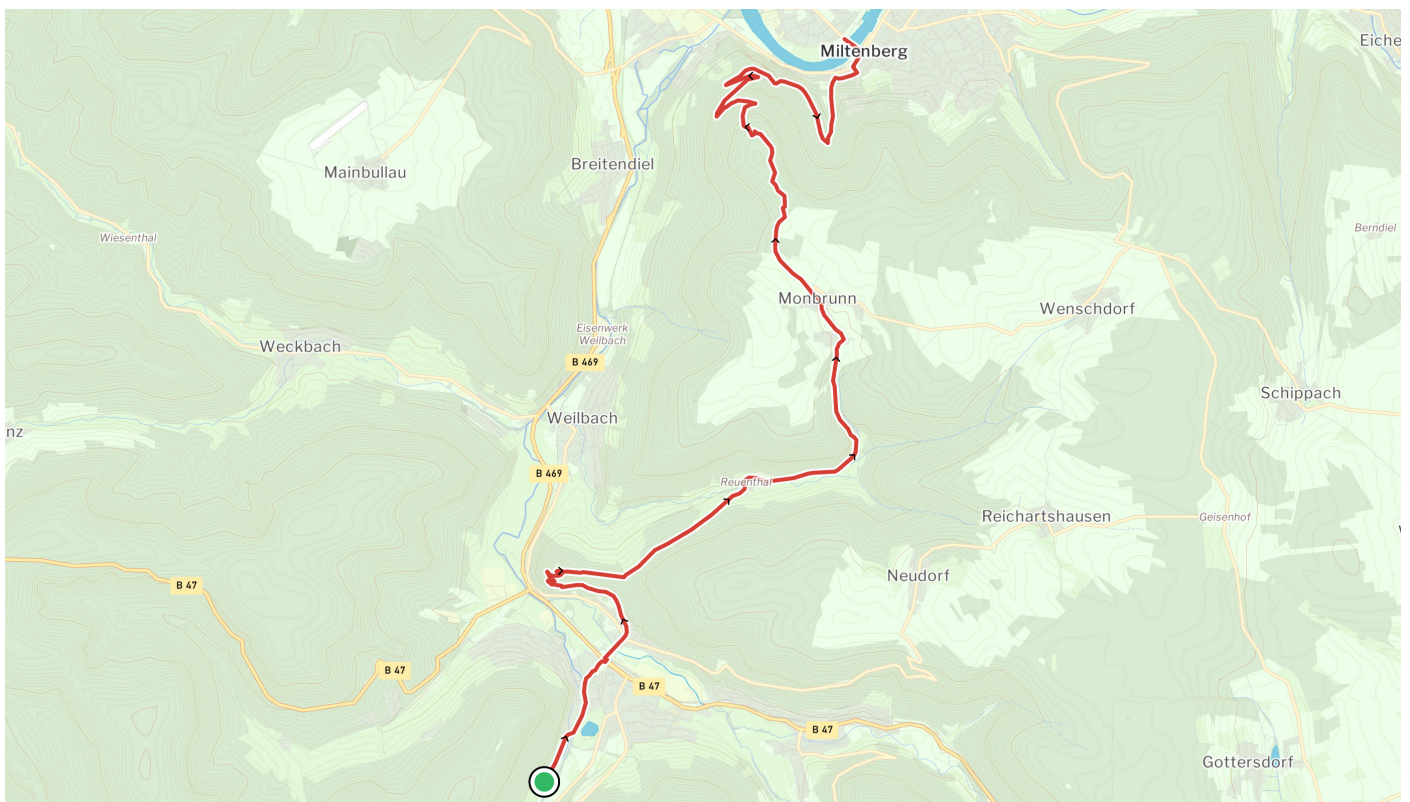 Miltenberg
Eiche
Breitendiel
Mainbullau
Berndiel
Wiesenthal
Monbrunn
Wenschdorf
Eisenwerk
Weilbach
Weckbach
B 469
Schippach
Weilbach
nz
B 469
Reuenthal
Reichartshausen
Geisenhof
Neudorf
B 47
B 47
B 47
B 47
Gottersdorf